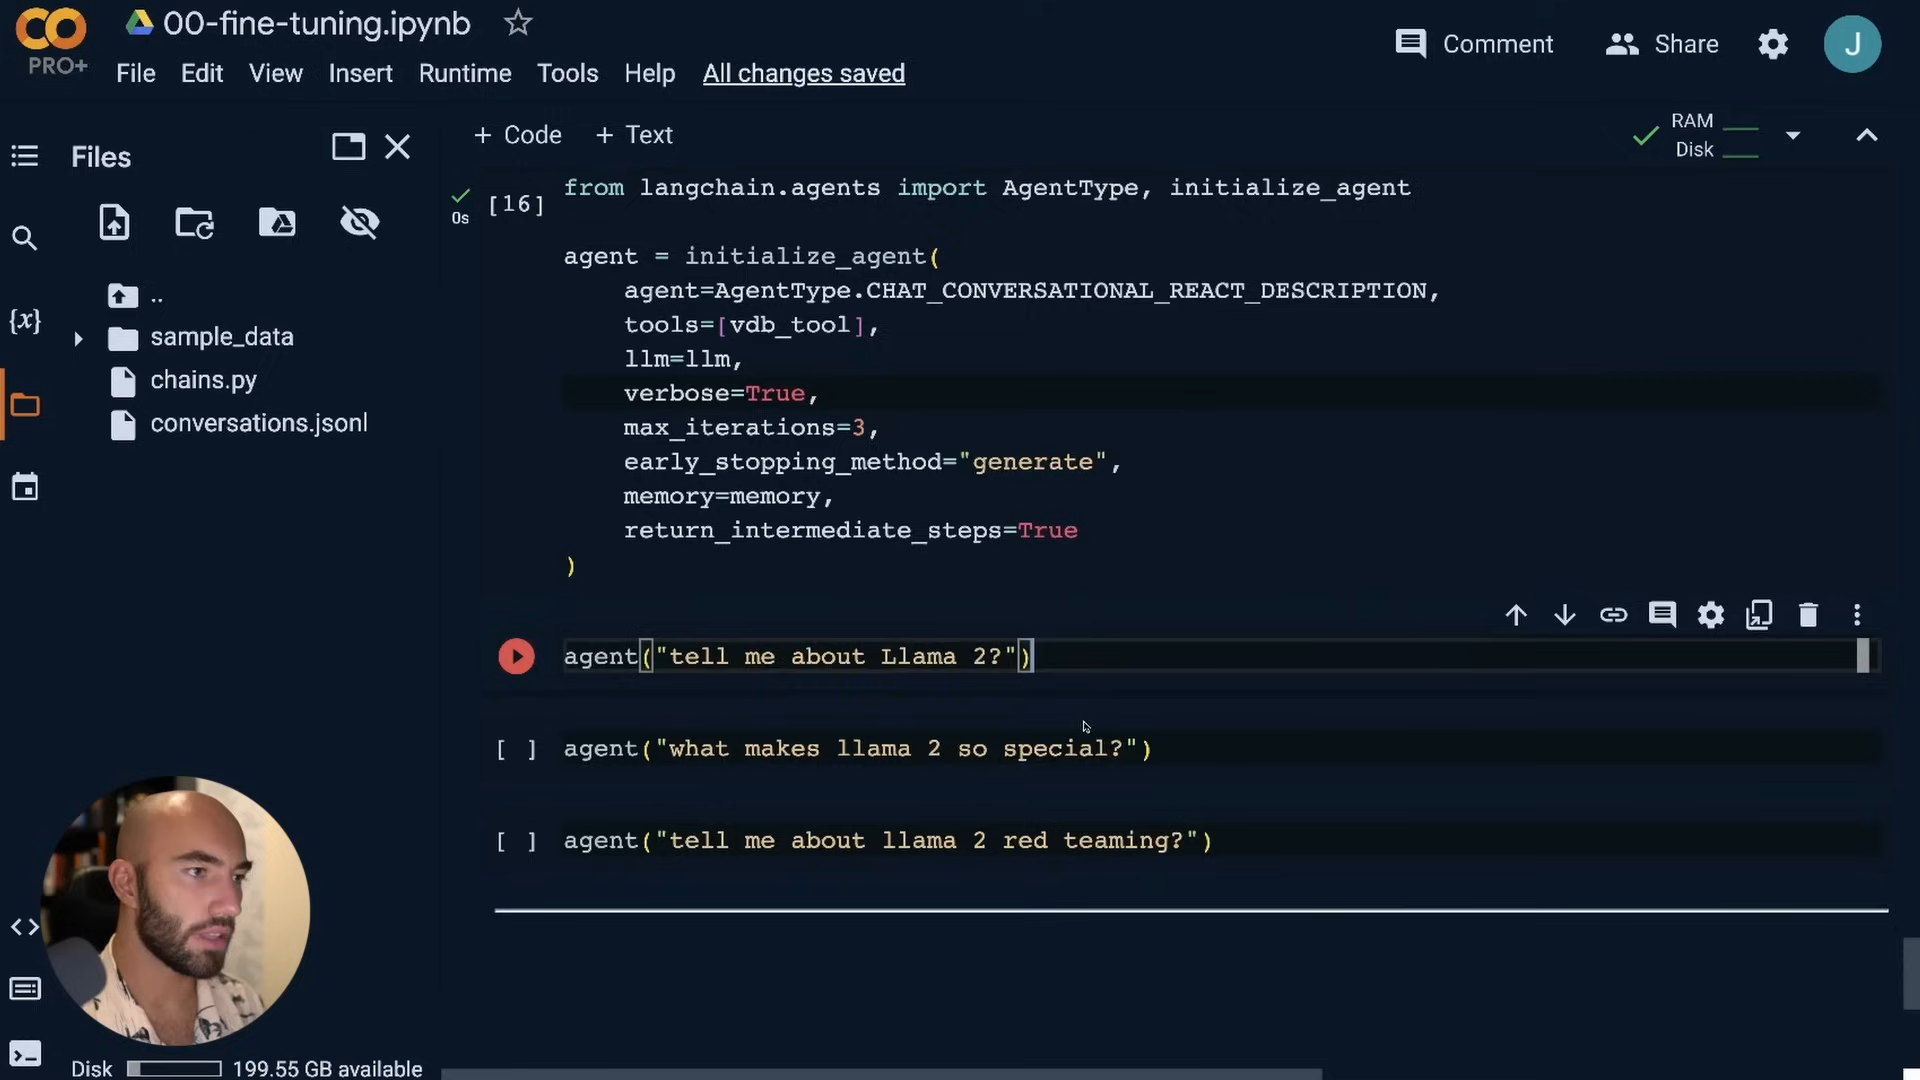 00-fine-tuning.ipynb
PRO+
File Edit View Insert Runtime Tools Help All changes saved
Comment
Share
J
Files
+ Code + Text
RAM
Disk
..
sample_data
chains.py
conversations.jsonl
{x}
0s
[16]
from langchain.agents import AgentType, initialize_agent
agent = initialize_agent(
agent=AgentType.CHAT_CONVERSATIONAL_REACT_DESCRIPTION,
tools=[vdb_tool],
llm=llm,
verbose=True,
max_iterations=3,
early_stopping_method="generate",
memory=memory,
return_intermediate_steps=True
)
agent("tell me about Llama 2?")
[ ] agent("what makes llama 2 so special?")
[ ] agent("tell me about llama 2 red teaming?")
Disk 199.55 GB available